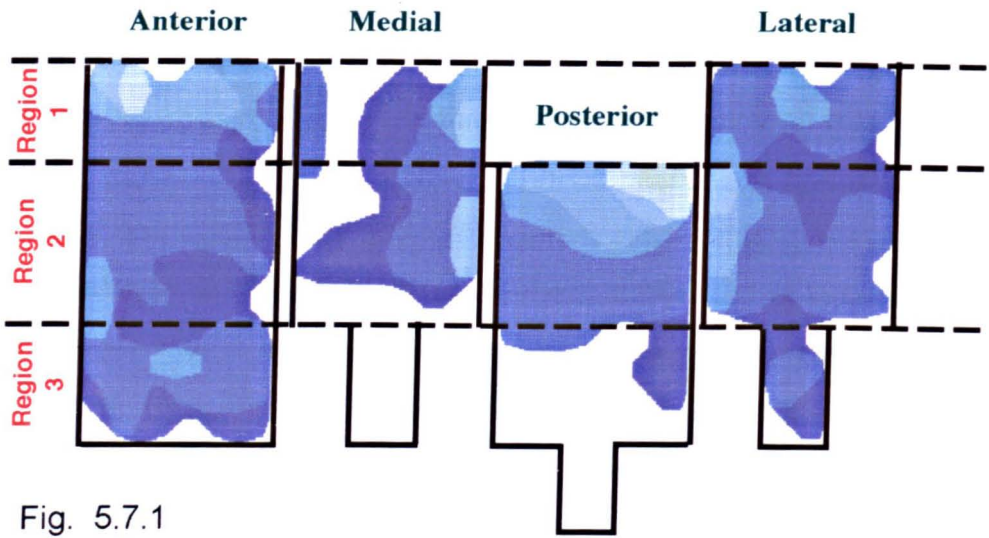 Anterior Medial Lateral
Region 1
Posterior
Region 2
Region 3
Fig. 5.7.1